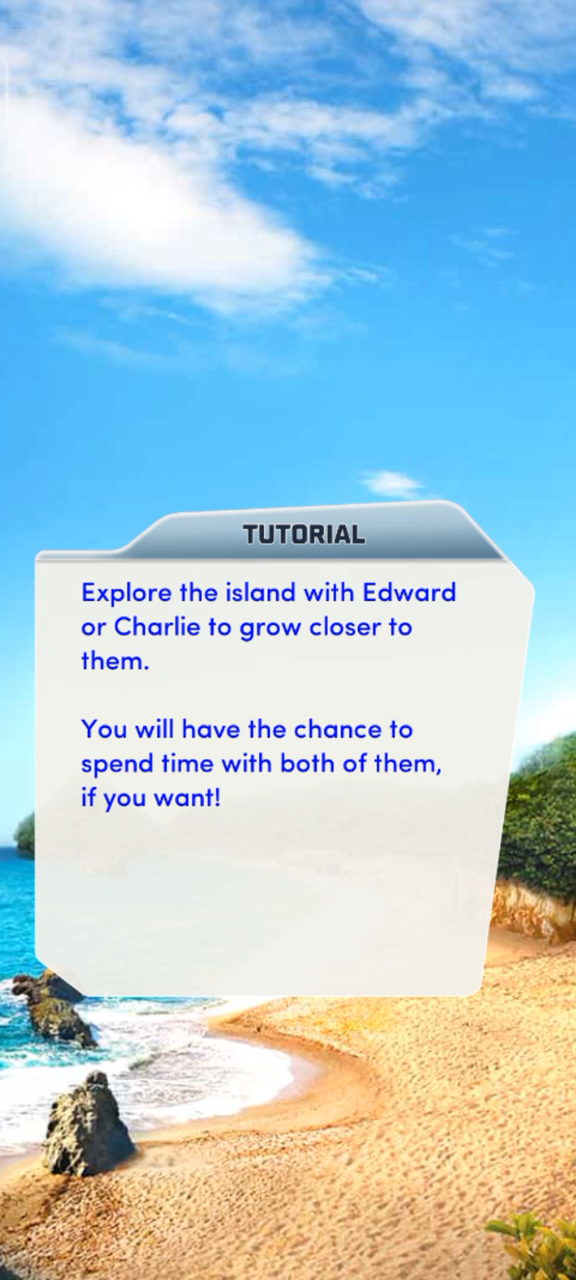 TUTORIAL
Explore the island with Edward
or Charlie to grow closer to
them.
You will have the chance to
spend time with both of them,
if you want!